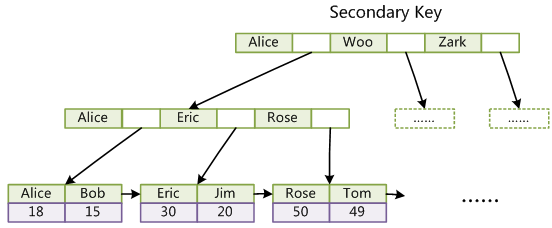 Secondary Key
Alice Woo Zark
Alice Eric Rose ...... ......
Alice Bob Eric Jim Rose Tom ......
18 15 30 20 50 49